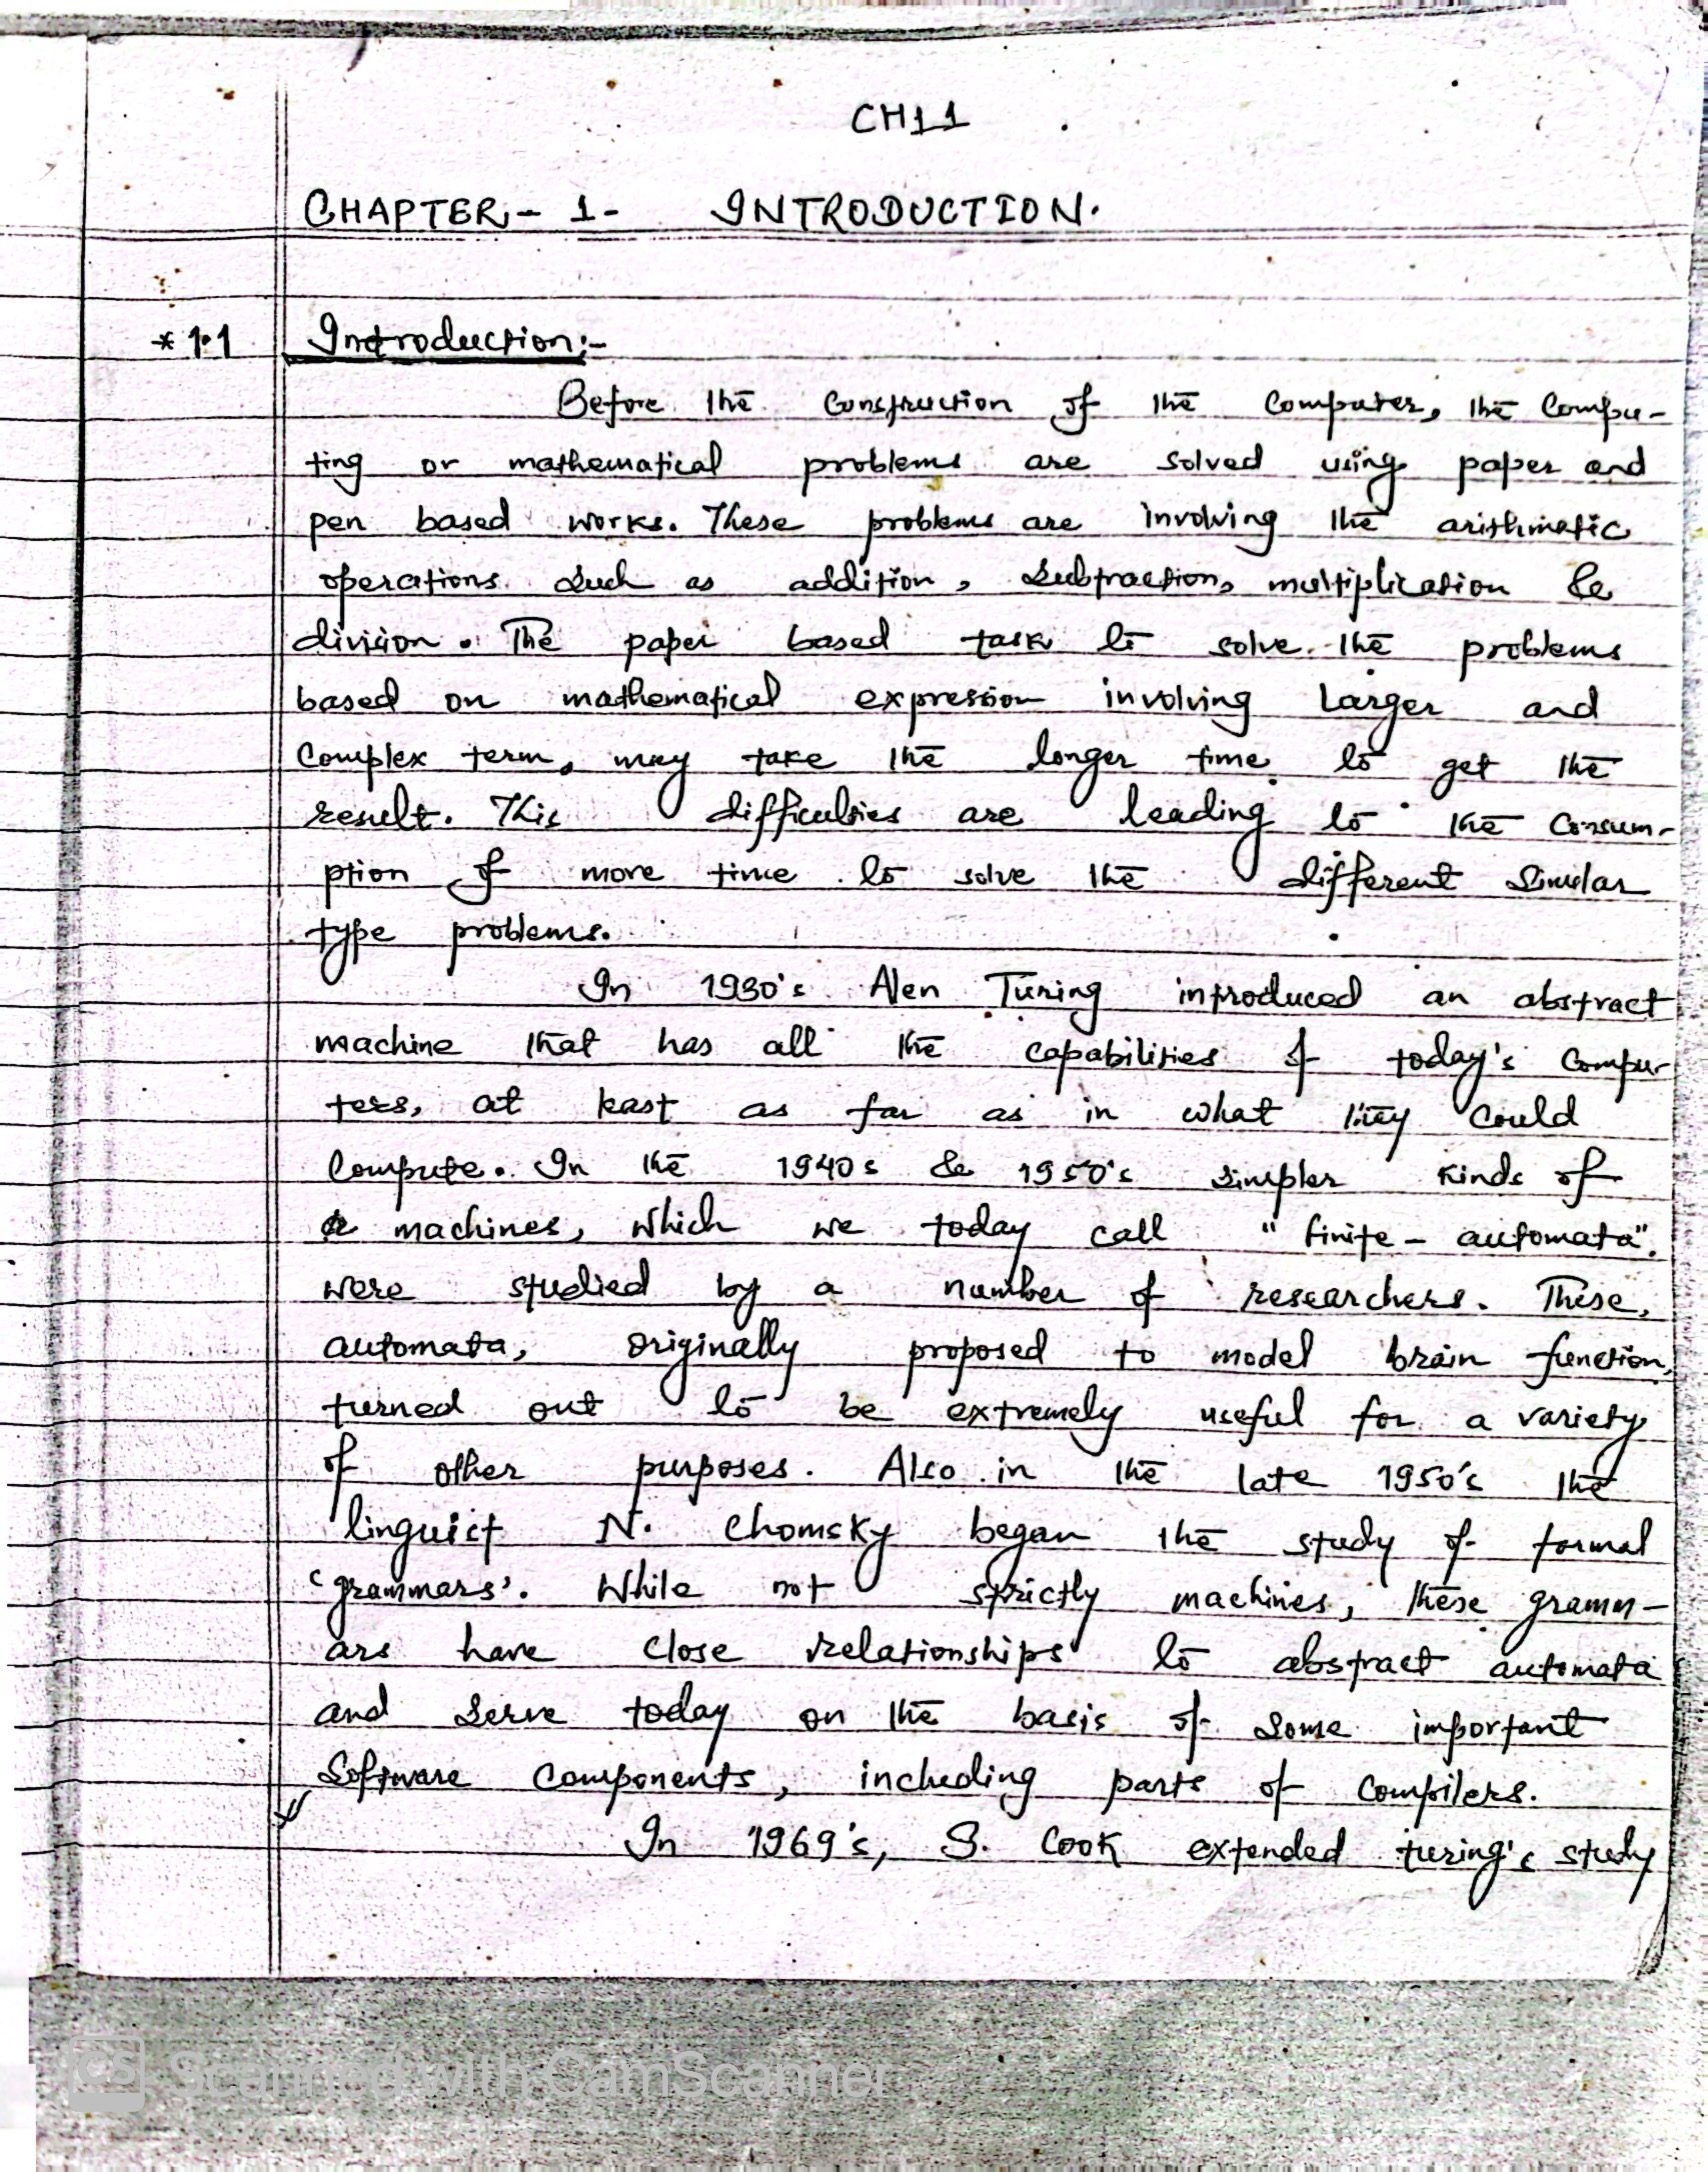 CH11
CHAPTER - 1 - INTRODUCTION.
* 1.1 Introduction:-
Before the construction of the computer, the compu-
ting or mathematical problems are solved using paper and
pen based works. These problems are involving the arithmatic
operations such as addition, subtraction, multiplication &
division. The paper based task to solve the problems
based on mathematical expression involving larger and
complex term, may take the longer time to get the
result. This difficulties are leading to the consum-
ption of more time to solve the different similar
type problems.
In 1930's Alen Turing introduced an abstract
machine that has all the capabilities of today's compu-
ters, at least as far as in what they could
compute. In the 1940s & 1950's simpler kinds of
machines, which we today call "finite - automata".
were studied by a number of researchers. These,
automata, originally proposed to model brain function,
turned out to be extremely useful for a variety
of other purposes. Also in the late 1950's the
linguist N. Chomsky began the study of formal
'grammars'. While not strictly machines, these gramm-
ars have close relationships to abstract automata
and serve today on the basis of some important
Software components, including parts of compilers.
In 1969's, S. Cook extended turing's study
CS Scanned with CamScanner